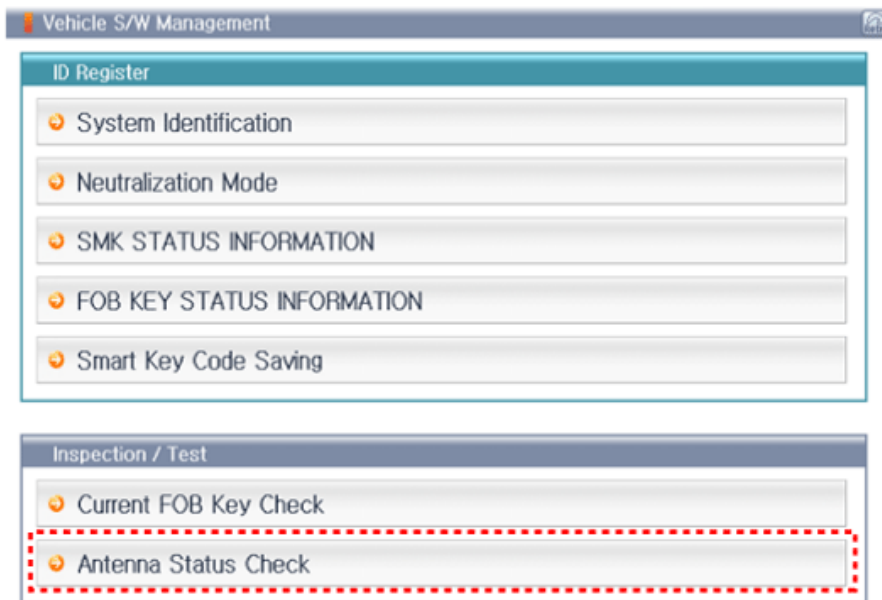 Vehicle S/W Management
ID Register
System Identification
Neutralization Mode
SMK STATUS INFORMATION
FOB KEY STATUS INFORMATION
Smart Key Code Saving
Inspection / Test
Current FOB Key Check
Antenna Status Check